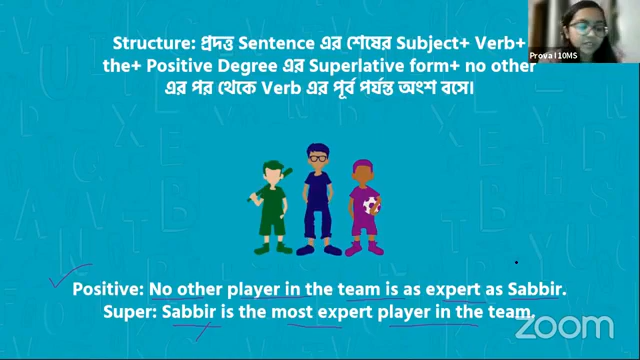 Structure: প্রদত্ত Sentence এর শেষের Subject+ Verb+
the+ Positive Degree এর Superlative form+ no other
এর পর থেকে Verb এর পূর্ব পর্যন্ত অংশ বসে।
Prova I 10MS
Positive: No other player in the team is as expert as Sabbir.
Super: Sabbir is the most expert player in the team.
zoom